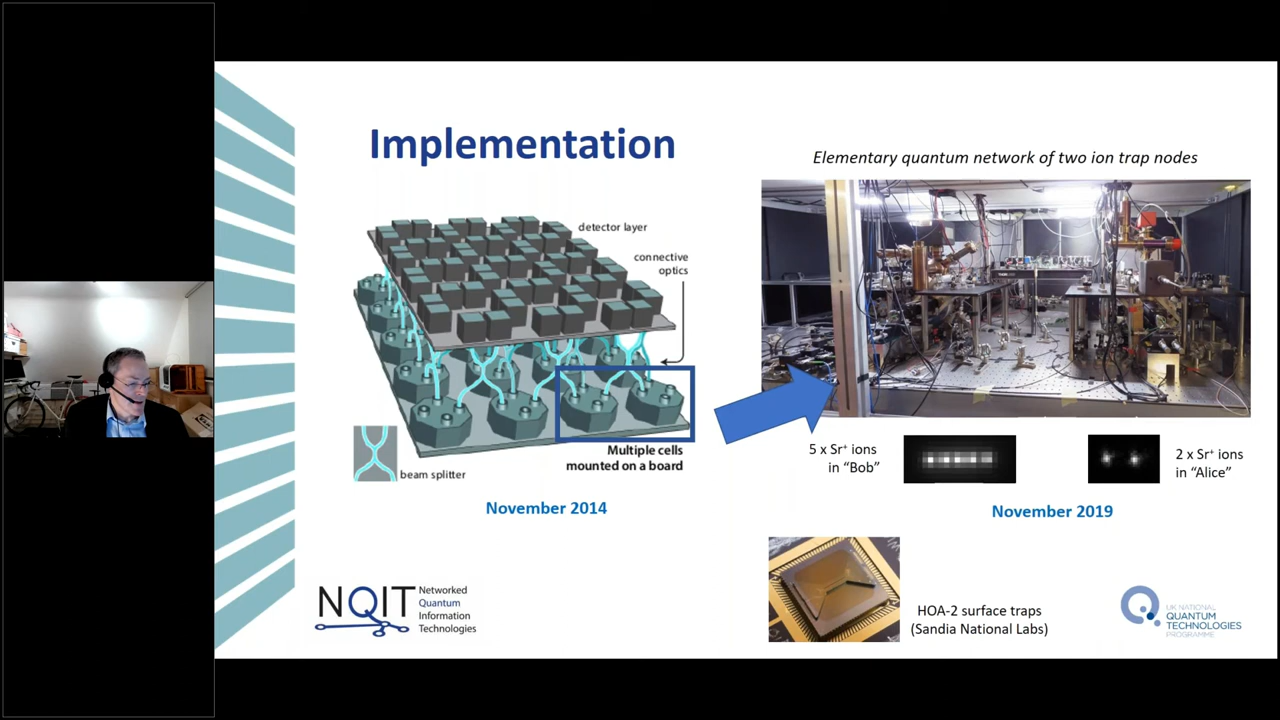 Implementation
detector layer
connective
optics
Multiple cells
mounted on a board
beam splitter
November 2014
NQIT
Networked
Quantum
Information
Technologies
Elementary quantum network of two ion trap nodes
5 x Sr⁺ ions
in “Bob”
2 x Sr⁺ ions
in “Alice”
November 2019
HOA-2 surface traps
(Sandia National Labs)
UK NATIONAL
QUANTUM
TECHNOLOGIES
PROGRAMME